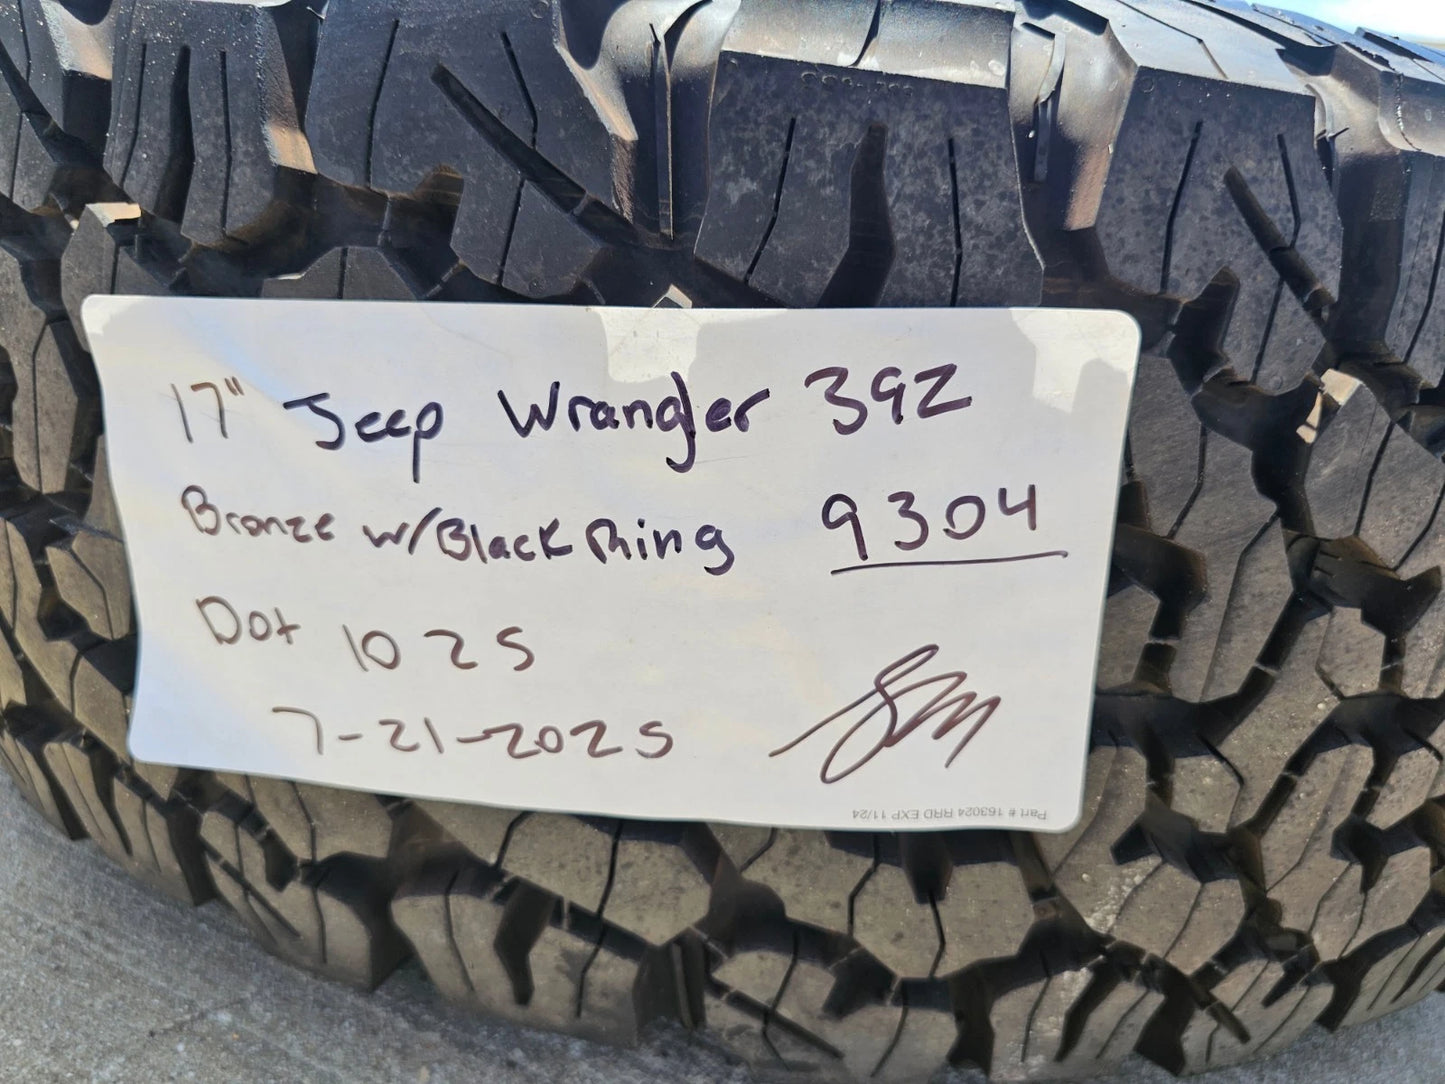 17" Jeep Wrangler 392
Bronze w/Black Ring 9304
Dot 1025
7-21-2025
Part # 163024 RRD EXP 11/24